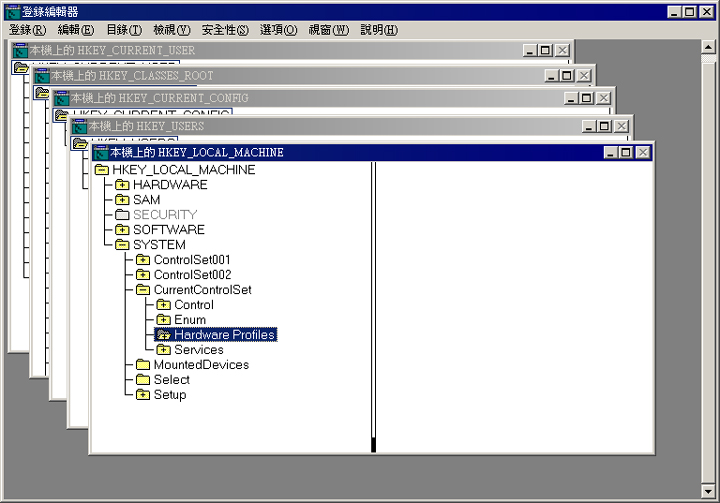 登錄編輯器
登錄(R) 編輯(E) 目錄(T) 檢視(V) 安全性(S) 選項(O) 視窗(W) 說明(H)
本機上的 HKEY_CURRENT_USER
本機上的 HKEY_CLASSES_ROOT
本機上的 HKEY_CURRENT_CONFIG
本機上的 HKEY_USERS
本機上的 HKEY_LOCAL_MACHINE
HKEY_LOCAL_MACHINE
HARDWARE
SAM
SECURITY
SOFTWARE
SYSTEM
ControlSet001
ControlSet002
CurrentControlSet
Control
Enum
Hardware Profiles
Services
MountedDevices
Select
Setup